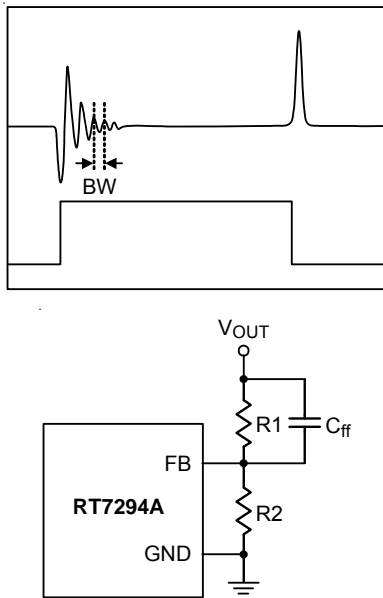 BW
VOUT
R1
Cff
FB
RT7294A
R2
GND